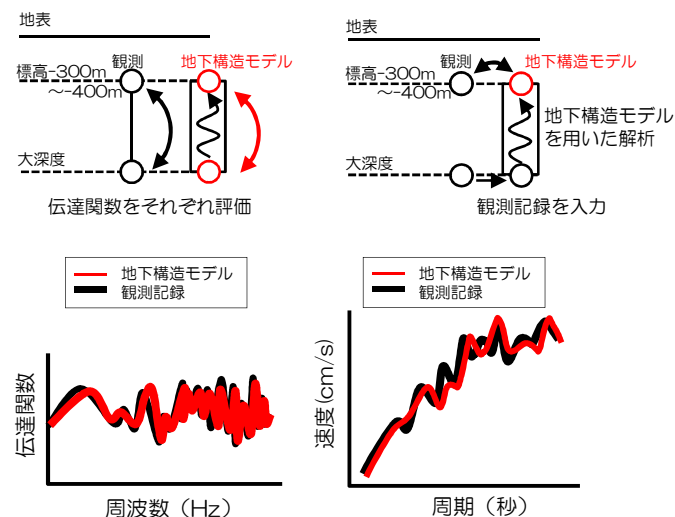 地表
観測
地下構造モデル
標高-300m
～-400m
大深度
伝達関数をそれぞれ評価
地表
観測
地下構造モデル
標高-300m
～-400m
地下構造モデル
を用いた解析
大深度
観測記録を入力
地下構造モデル
観測記録
伝達関数
周波数（Hz）
地下構造モデル
観測記録
速度(cm/s)
周期（秒）